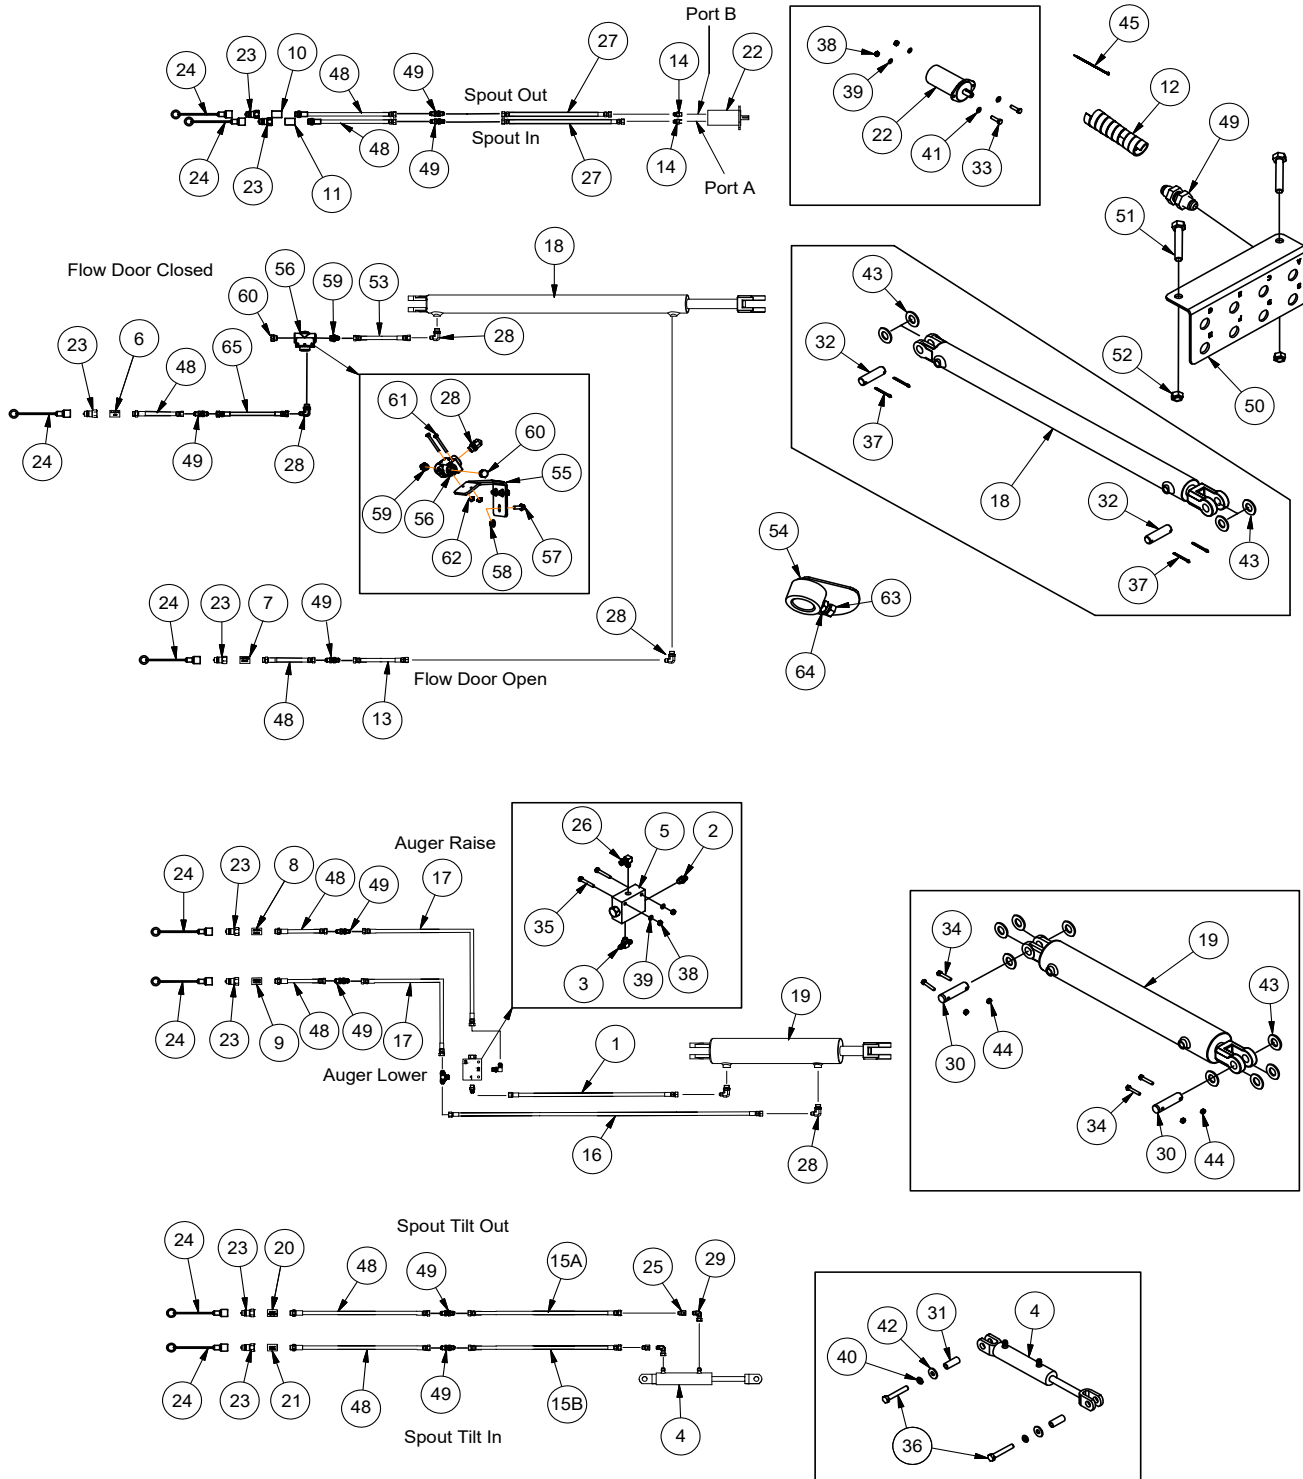 Port B
24 23 10 48 49 27 14 22
Spout Out
Spout In
24 23 11 48 49 27 14
Port A
38 39 22 41 33
45
12
49
51
52
50
Flow Door Closed
56 59 53 18
60
28
23 6 48 65
24 49 28
61 28 60 55
59 56 62 58 57
43
32
37
18
32
43
37
54
63
64
24 23 7 49 28
Flow Door Open
48 13
Auger Raise
24 23 8 48 49 17
26 5 2
35
3 39 38
24 23 9 48 49 17
Auger Lower
1
19
16
28
34
19
43
30 44
34
30 44
Spout Tilt Out
24 23 20 48 49 15A 25 29
24 23 21 48 49 15B 4
Spout Tilt In
42 31 4
40
36